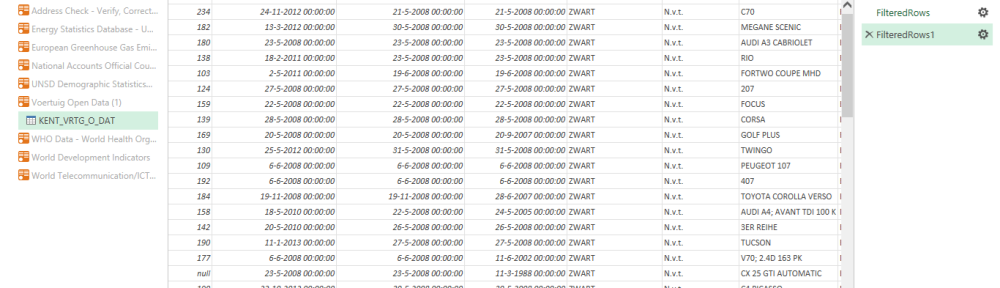 Address Check - Verify, Correct...
Energy Statistics Database - U...
European Greenhouse Gas Emi...
National Accounts Official Cou...
UNSD Demographic Statistics...
Voertuig Open Data (1)
KENT_VRTG_O_DAT
WHO Data - World Health Org...
World Development Indicators
World Telecommunication/ICT...
234 24-11-2012 00:00:00 21-5-2008 00:00:00 21-5-2008 00:00:00 ZWART N.v.t. C70
182 13-3-2012 00:00:00 30-5-2008 00:00:00 30-5-2008 00:00:00 ZWART N.v.t. MEGANE SCENIC
180 23-5-2008 00:00:00 23-5-2008 00:00:00 23-5-2008 00:00:00 ZWART N.v.t. AUDI A3 CABRIOLET
138 18-2-2011 00:00:00 23-5-2008 00:00:00 23-5-2008 00:00:00 ZWART N.v.t. RIO
103 2-5-2011 00:00:00 19-6-2008 00:00:00 19-6-2008 00:00:00 ZWART N.v.t. FORTWO COUPE MHD
124 27-5-2008 00:00:00 27-5-2008 00:00:00 27-5-2008 00:00:00 ZWART N.v.t. 207
159 22-5-2008 00:00:00 22-5-2008 00:00:00 22-5-2008 00:00:00 ZWART N.v.t. FOCUS
139 28-5-2008 00:00:00 28-5-2008 00:00:00 28-5-2008 00:00:00 ZWART N.v.t. CORSA
169 20-5-2008 00:00:00 20-5-2008 00:00:00 20-9-2007 00:00:00 ZWART N.v.t. GOLF PLUS
130 25-5-2012 00:00:00 31-5-2008 00:00:00 31-5-2008 00:00:00 ZWART N.v.t. TWINGO
109 6-6-2008 00:00:00 6-6-2008 00:00:00 6-6-2008 00:00:00 ZWART N.v.t. PEUGEOT 107
192 6-6-2008 00:00:00 6-6-2008 00:00:00 6-6-2008 00:00:00 ZWART N.v.t. 407
184 19-11-2008 00:00:00 19-11-2008 00:00:00 28-6-2007 00:00:00 ZWART N.v.t. TOYOTA COROLLA VERSO
158 18-5-2010 00:00:00 22-5-2008 00:00:00 24-5-2005 00:00:00 ZWART N.v.t. AUDI A4; AVANT TDI 100 K
142 20-5-2010 00:00:00 26-5-2008 00:00:00 26-5-2008 00:00:00 ZWART N.v.t. 3ER REIHE
190 11-1-2013 00:00:00 27-5-2008 00:00:00 27-5-2008 00:00:00 ZWART N.v.t. TUCSON
177 6-6-2008 00:00:00 6-6-2008 00:00:00 11-6-2002 00:00:00 ZWART N.v.t. V70; 2.4D 163 PK
null 23-5-2008 00:00:00 23-5-2008 00:00:00 11-3-1988 00:00:00 ZWART N.v.t. CX 25 GTI AUTOMATIC
FilteredRows
FilteredRows1